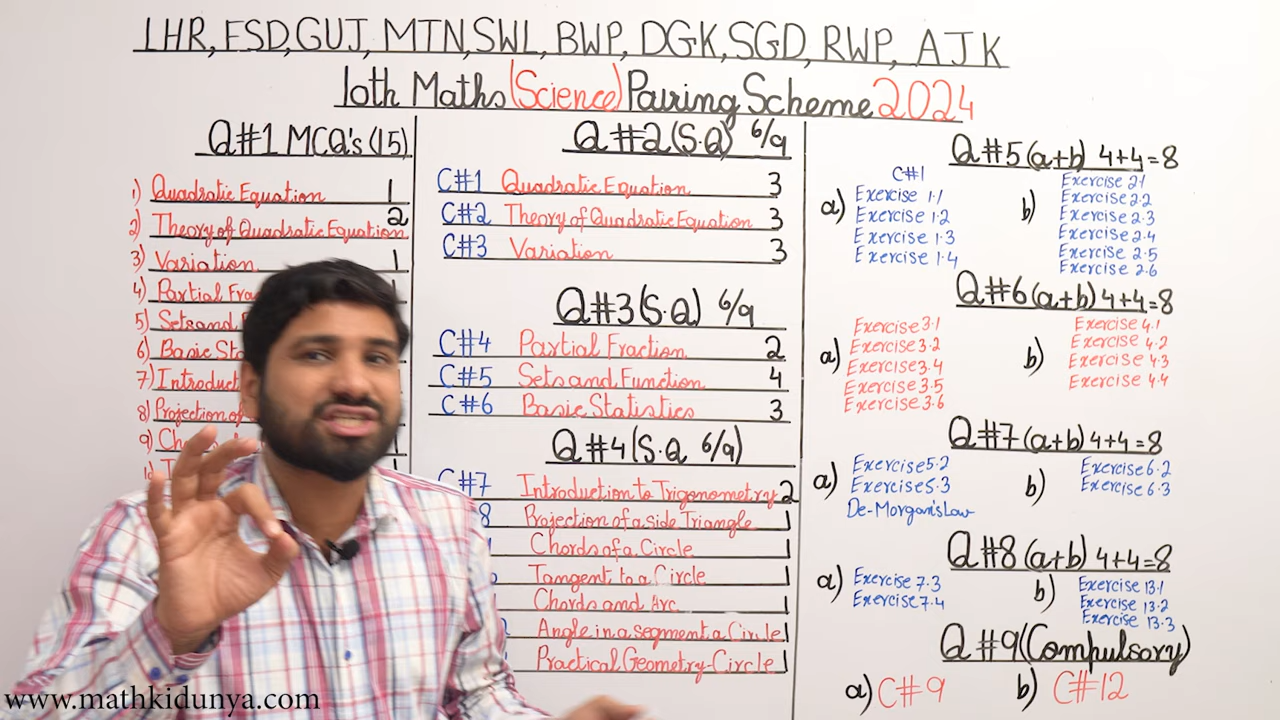 LHR, FSD, GUJ, MTN, SWL, BWP, DGK, SGD, RWP, AJK
10th Maths (Science) Pairing Scheme 2024
Q#1 MCQ's (15)
1) Quadratic Equation 1
2) Theory of Quadratic Equation 2
3) Variation 1
4) Partial Fra
5) Sets and
6) Basic Sta
7) Introduct
8) Projection of
9) Cho
10)
Q#2 (S.Q) 6/9
C#1 Quadratic Equation 3
C#2 Theory of Quadratic Equation 3
C#3 Variation 3
Q#3 (S.Q) 6/9
C#4 Partial Fraction 2
C#5 Sets and Function 4
C#6 Basic Statistics 3
Q#4 (S.Q 6/9)
C#7 Introduction to Trigonometry 2
8 Projection of a side Triangle 1
Chords of a Circle 1
Tangent to a Circle 1
Chords and Arc 1
Angle in a segment a Circle 1
Practical Geometry-Circle 1
Q#5 (a+b) 4+4=8
C#1
a) Exercise 1.1
Exercise 1.2
Exercise 1.3
Exercise 1.4
b) Exercise 2.1
Exercise 2.2
Exercise 2.3
Exercise 2.4
Exercise 2.5
Exercise 2.6
Q#6 (a+b) 4+4=8
a) Exercise 3.1
Exercise 3.2
Exercise 3.4
Exercise 3.5
Exercise 3.6
b) Exercise 4.1
Exercise 4.2
Exercise 4.3
Exercise 4.4
Q#7 (a+b) 4+4=8
a) Exercise 5.2
Exercise 5.3
De-Morgan's Law
b) Exercise 6.2
Exercise 6.3
Q#8 (a+b) 4+4=8
a) Exercise 7.3
Exercise 7.4
b) Exercise 13.1
Exercise 13.2
Exercise 13.3
Q#9 (Compulsory)
a) C#9 b) C#12
www.mathkidunya.com